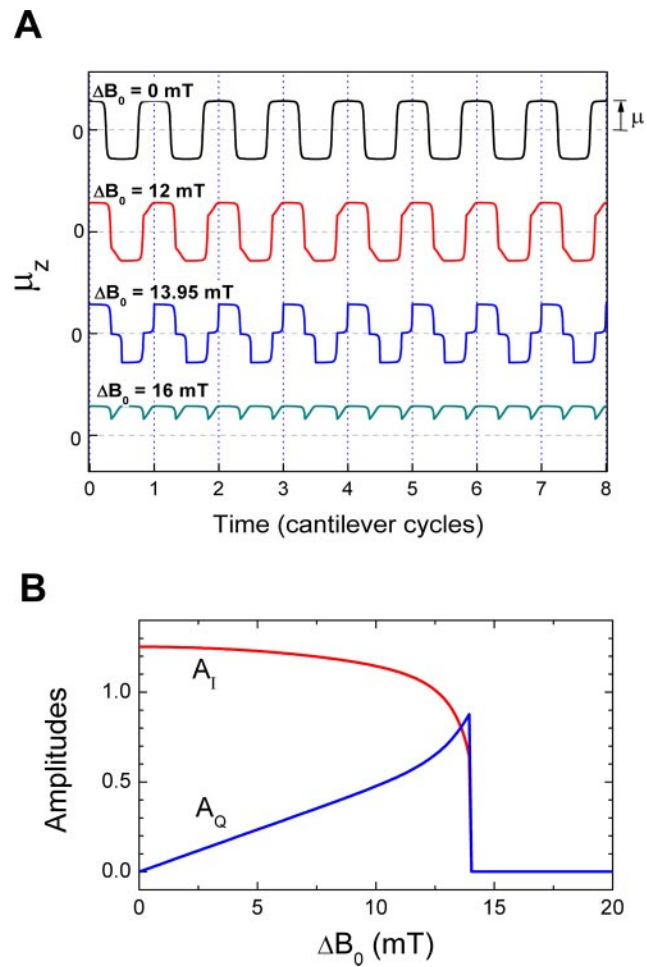 A
ΔB₀ = 0 mT
0
μ
ΔB₀ = 12 mT
0
μz
ΔB₀ = 13.95 mT
0
ΔB₀ = 16 mT
0
0 1 2 3 4 5 6 7 8
Time (cantilever cycles)
B
1.0
A_I
Amplitudes
0.5
A_Q
0.0
0 5 10 15 20
ΔB₀ (mT)